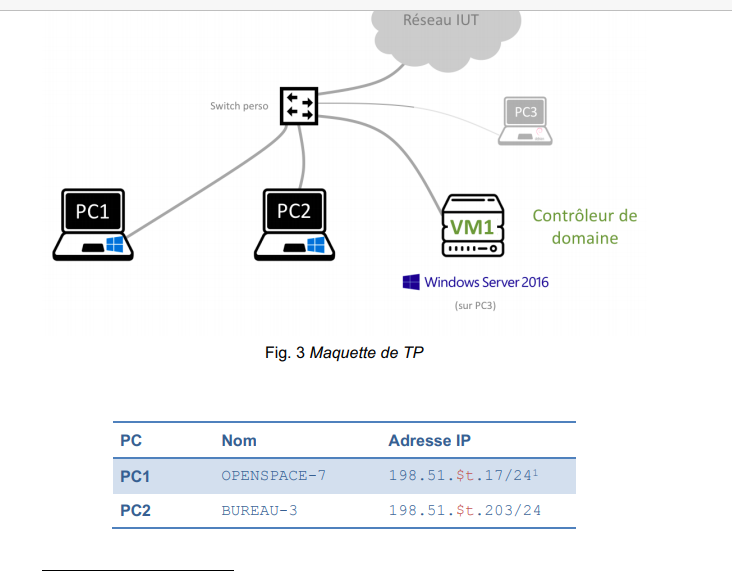 Réseau IUT
Switch perso
PC3
PC1
PC2
VM1
Contrôleur de
domaine
Windows Server 2016
(sur PC3)
Fig. 3 Maquette de TP
PC Nom Adresse IP
PC1 OPENSPACE-7 198.51.$t.17/24¹
PC2 BUREAU-3 198.51.$t.203/24